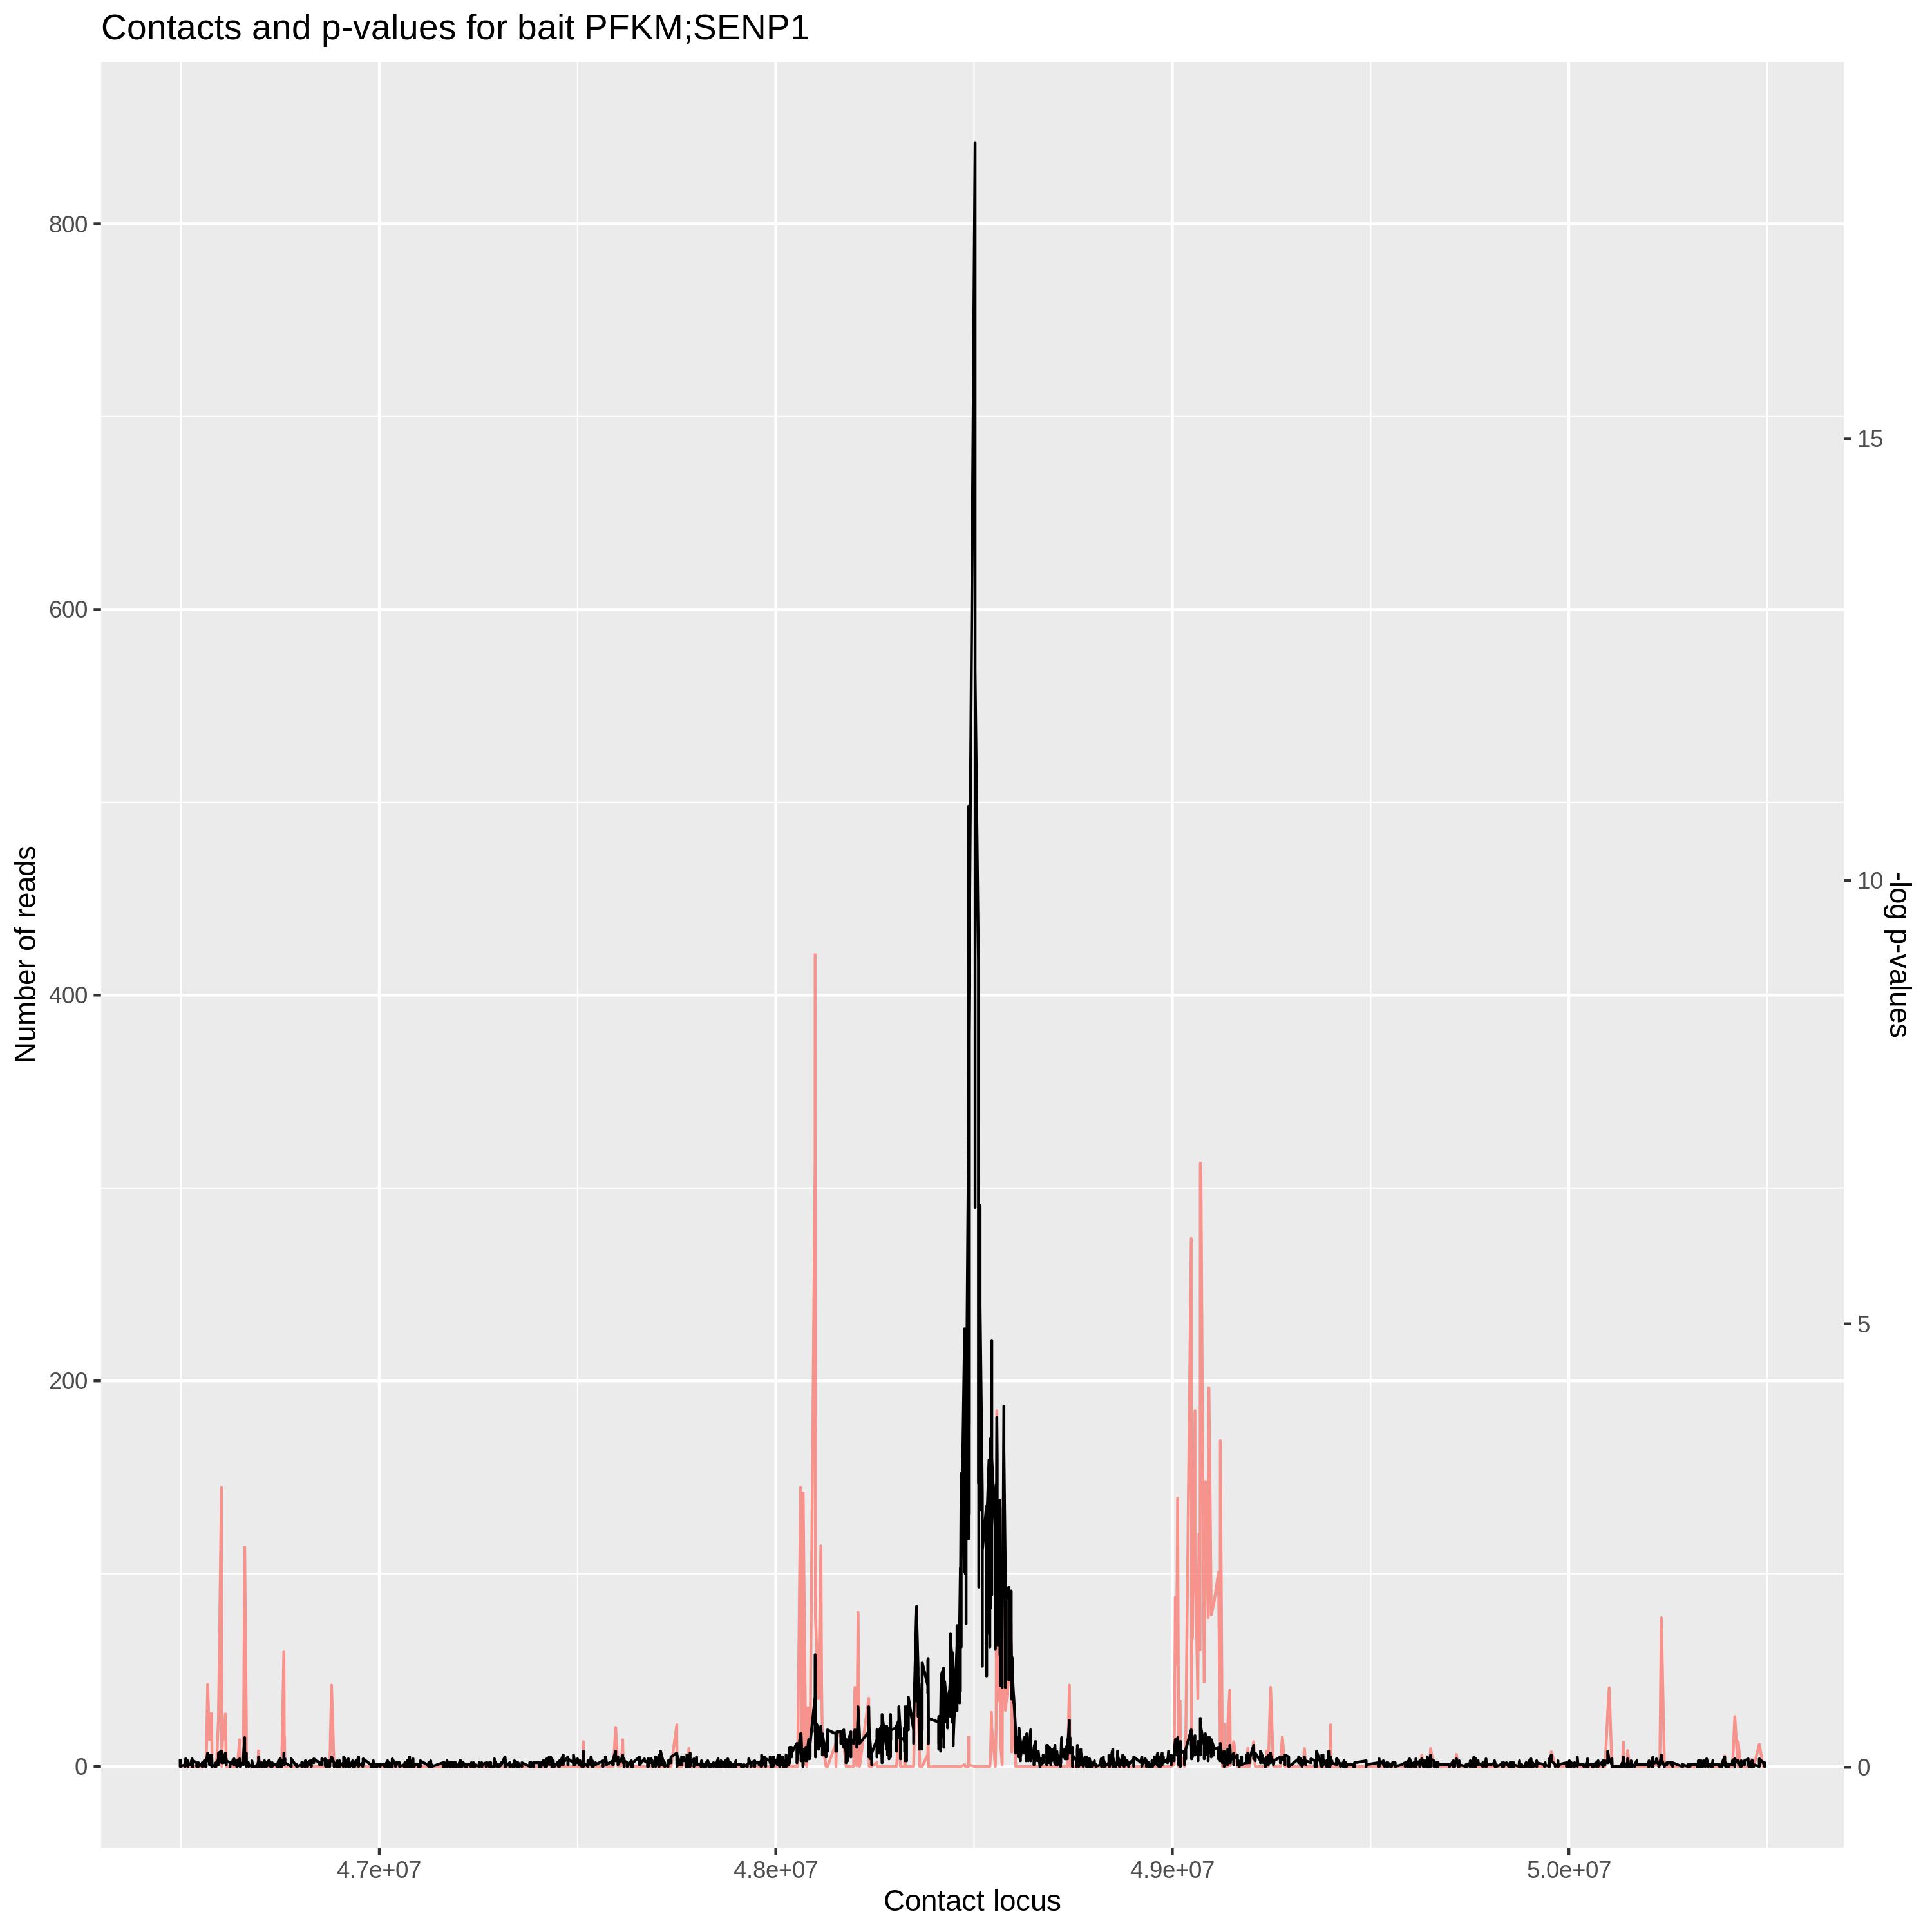 Contacts and p-values for bait PFKM;SENP1
Number of reads
800
600
400
200
0
15
10
5
0
-log p-values
4.7e+07
4.8e+07
4.9e+07
5.0e+07
Contact locus